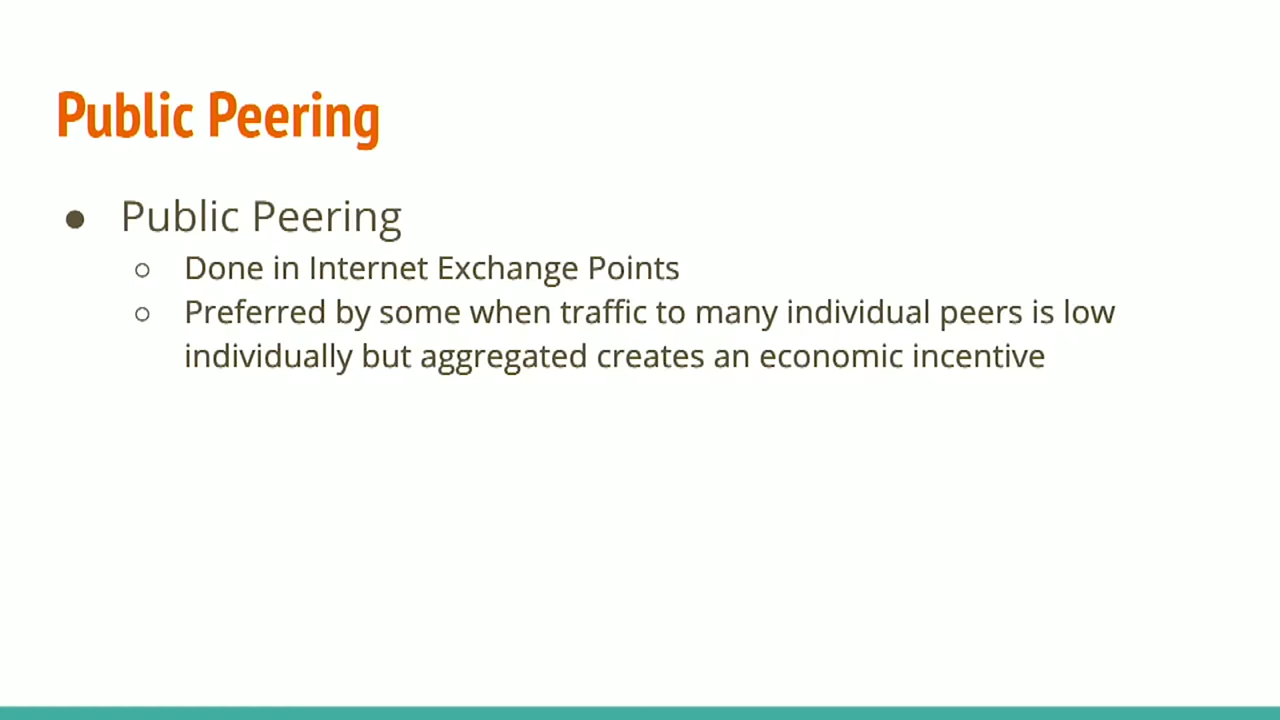 Public Peering
● Public Peering
○ Done in Internet Exchange Points
○ Preferred by some when traffic to many individual peers is low
individually but aggregated creates an economic incentive